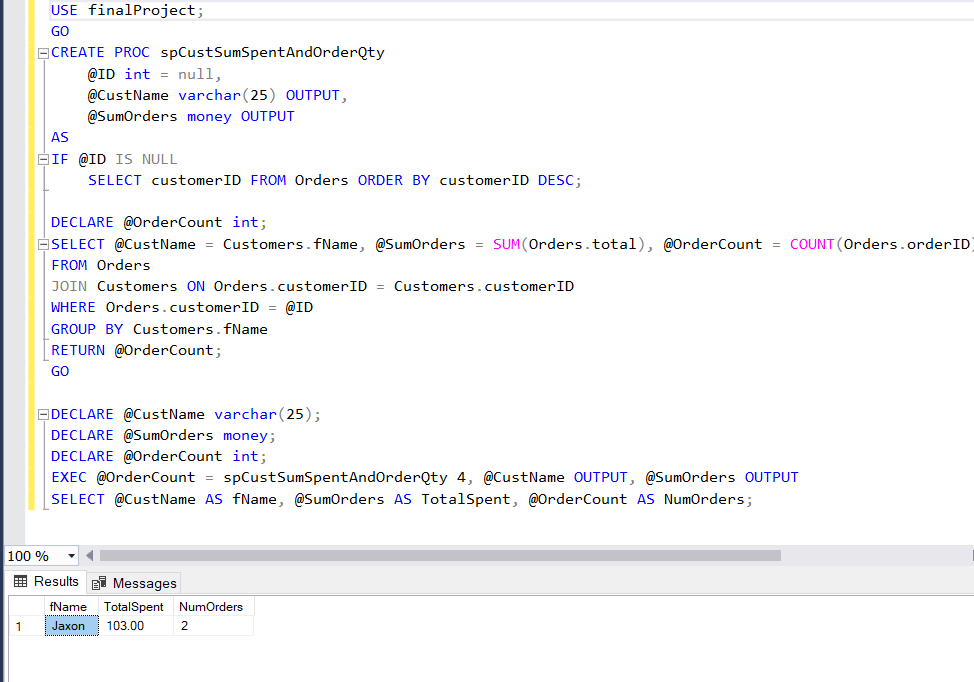 USE finalProject;
GO
CREATE PROC spCustSumSpentAndOrderQty
@ID int = null,
@CustName varchar(25) OUTPUT,
@SumOrders money OUTPUT
AS
IF @ID IS NULL
SELECT customerID FROM Orders ORDER BY customerID DESC;
DECLARE @OrderCount int;
SELECT @CustName = Customers.fName, @SumOrders = SUM(Orders.total), @OrderCount = COUNT(Orders.orderID)
FROM Orders
JOIN Customers ON Orders.customerID = Customers.customerID
WHERE Orders.customerID = @ID
GROUP BY Customers.fName
RETURN @OrderCount;
GO
DECLARE @CustName varchar(25);
DECLARE @SumOrders money;
DECLARE @OrderCount int;
EXEC @OrderCount = spCustSumSpentAndOrderQty 4, @CustName OUTPUT, @SumOrders OUTPUT
SELECT @CustName AS fName, @SumOrders AS TotalSpent, @OrderCount AS NumOrders;
100 %
Results Messages
fName TotalSpent NumOrders
1 Jaxon 103.00 2